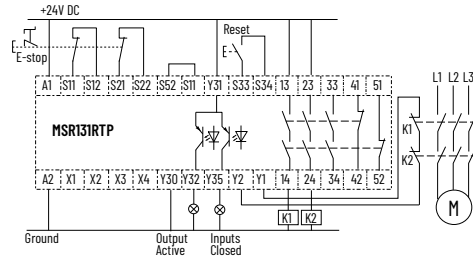 +24V DC
Reset
E-stop
A1 S11 S12 S21 S22 S52 S11 Y31 S33 S34 13 23 33 41 51
L1 L2 L3
MSR131RTP
K1
K2
A2 X1 X2 X3 X4 Y30 Y32 Y35 Y2 Y1 14 24 34 42 52
M
K1 K2
Ground
Output Active
Inputs Closed